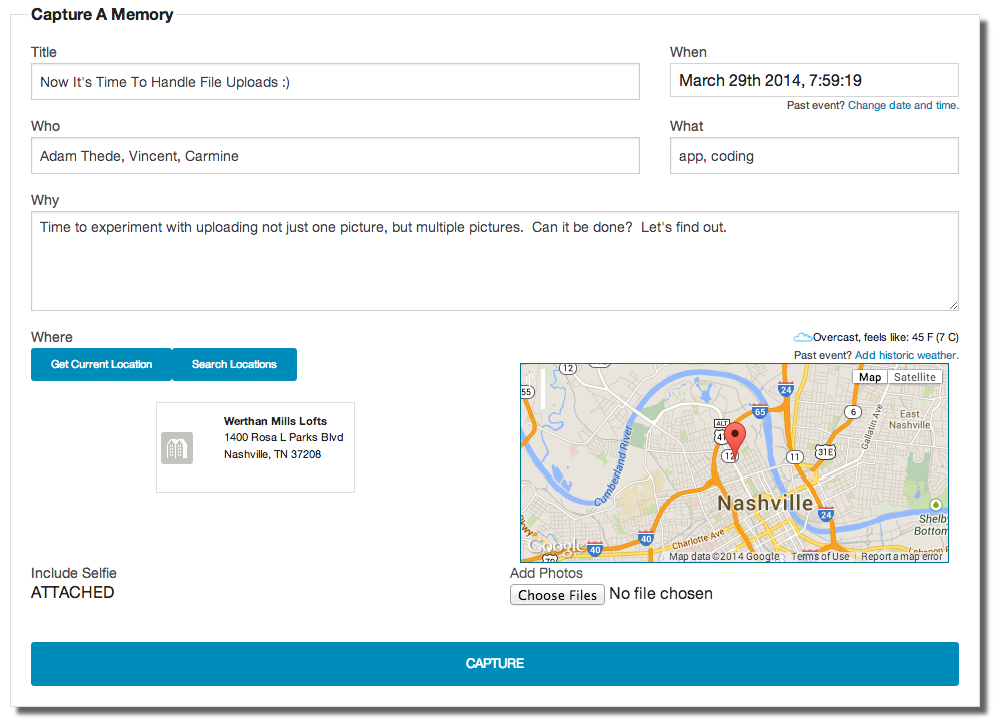 Capture A Memory
Title
When
Now It's Time To Handle File Uploads :)
March 29th 2014, 7:59:19
Past event? Change date and time.
Who
What
Adam Thede, Vincent, Carmine
app, coding
Why
Time to experiment with uploading not just one picture, but multiple pictures.  Can it be done?  Let's find out.
Where
Overcast, feels like: 45 F (7 C)
Past event? Add historic weather.
Get Current Location
Search Locations
Werthan Mills Lofts
1400 Rosa L Parks Blvd
Nashville, TN 37208
12
Map
Satellite
24
55
65
6
East
Nashville
Gallatin Ave
ALT
41
12
11
31E
Cumberland River
Nashville
24
Shelby
Bottom
Pkwy
40
Charlotte Ave
40
70
Google
Map data ©2014 Google
Terms of Use
Report a map error
Include Selfie
Add Photos
ATTACHED
Choose Files No file chosen
CAPTURE